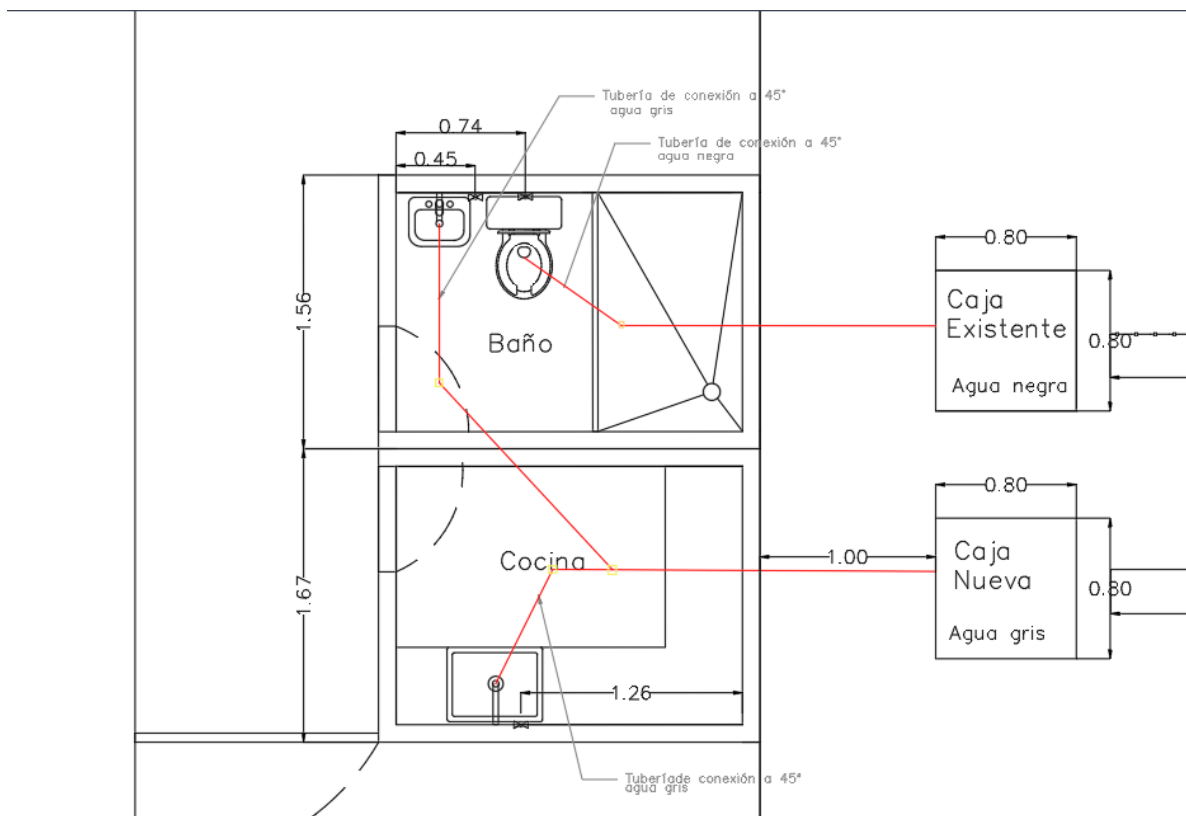 Tubería de conexión a 45°
agua gris
0.74
Tubería de conexión a 45°
agua negra
0.45
0.80
Caja
Existente
0.80
Agua negra
1.56
Baño
0.80
Caja
Nueva
0.80
Agua gris
1.00
Cocina
1.67
1.26
Tuberíade conexión a 45°
agua gris